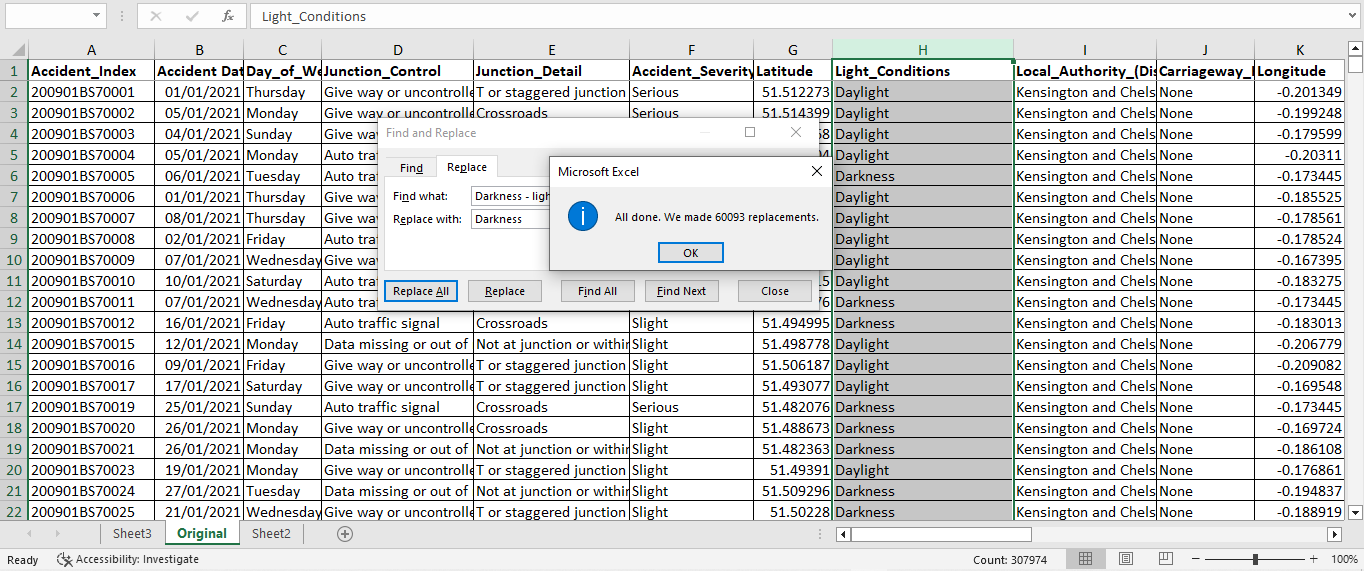 Light_Conditions
A B C D E F G H I J K
1 Accident_Index Accident Dat Day_of_We Junction_Control Junction_Detail Accident_Severity Latitude Light_Conditions Local_Authority_(Dis Carriageway_ Longitude
2 200901BS70001 01/01/2021 Thursday Give way or uncontrolle T or staggered junction Serious 51.512273 Daylight Kensington and Chels None -0.201349
3 200901BS70002 05/01/2021 Monday Give way or uncontrolle Crossroads Serious 51.514399 Daylight Kensington and Chels None -0.199248
4 200901BS70003 04/01/2021 Sunday Give way Daylight Kensington and Chels None -0.179599
5 200901BS70004 05/01/2021 Monday Auto traf Daylight Kensington and Chels None -0.20311
6 200901BS70005 06/01/2021 Tuesday Auto traf Darkness Kensington and Chels None -0.173445
7 200901BS70006 01/01/2021 Thursday Give way Daylight Kensington and Chels None -0.185525
8 200901BS70007 08/01/2021 Thursday Give way Daylight Kensington and Chels None -0.178561
9 200901BS70008 02/01/2021 Friday Auto traf Daylight Kensington and Chels None -0.178524
10 200901BS70009 07/01/2021 Wednesday Give way Daylight Kensington and Chels None -0.167395
11 200901BS70010 10/01/2021 Saturday Auto traf Daylight Kensington and Chels None -0.183275
12 200901BS70011 07/01/2021 Wednesday Auto traf Darkness Kensington and Chels None -0.173445
13 200901BS70012 16/01/2021 Friday Auto traffic signal Crossroads Slight 51.494995 Darkness Kensington and Chels None -0.183013
14 200901BS70015 12/01/2021 Monday Data missing or out of Not at junction or within Slight 51.498778 Darkness Kensington and Chels None -0.206779
15 200901BS70016 09/01/2021 Friday Give way or uncontrolle T or staggered junction Slight 51.506187 Daylight Kensington and Chels None -0.209082
16 200901BS70017 17/01/2021 Saturday Give way or uncontrolle T or staggered junction Slight 51.493077 Daylight Kensington and Chels None -0.169548
17 200901BS70019 25/01/2021 Sunday Auto traffic signal Crossroads Serious 51.482076 Darkness Kensington and Chels None -0.173445
18 200901BS70020 26/01/2021 Monday Give way or uncontrolle Crossroads Slight 51.488673 Darkness Kensington and Chels None -0.169724
19 200901BS70021 26/01/2021 Monday Data missing or out of Not at junction or within Slight 51.482363 Darkness Kensington and Chels None -0.186108
20 200901BS70023 19/01/2021 Monday Give way or uncontrolle T or staggered junction Slight 51.49391 Daylight Kensington and Chels None -0.176861
21 200901BS70024 27/01/2021 Tuesday Data missing or out of Not at junction or within Slight 51.509296 Darkness Kensington and Chels None -0.194837
22 200901BS70025 21/01/2021 Wednesday Give way or uncontrolle T or staggered junction Slight 51.50228 Darkness Kensington and Chels None -0.188919
Find and Replace
Find Replace
Find what: Darkness - ligh
Replace with: Darkness
Replace All Replace Find All Find Next Close
Microsoft Excel
All done. We made 60093 replacements.
OK
Sheet3 Original Sheet2
Ready Accessibility: Investigate Count: 307974 100%